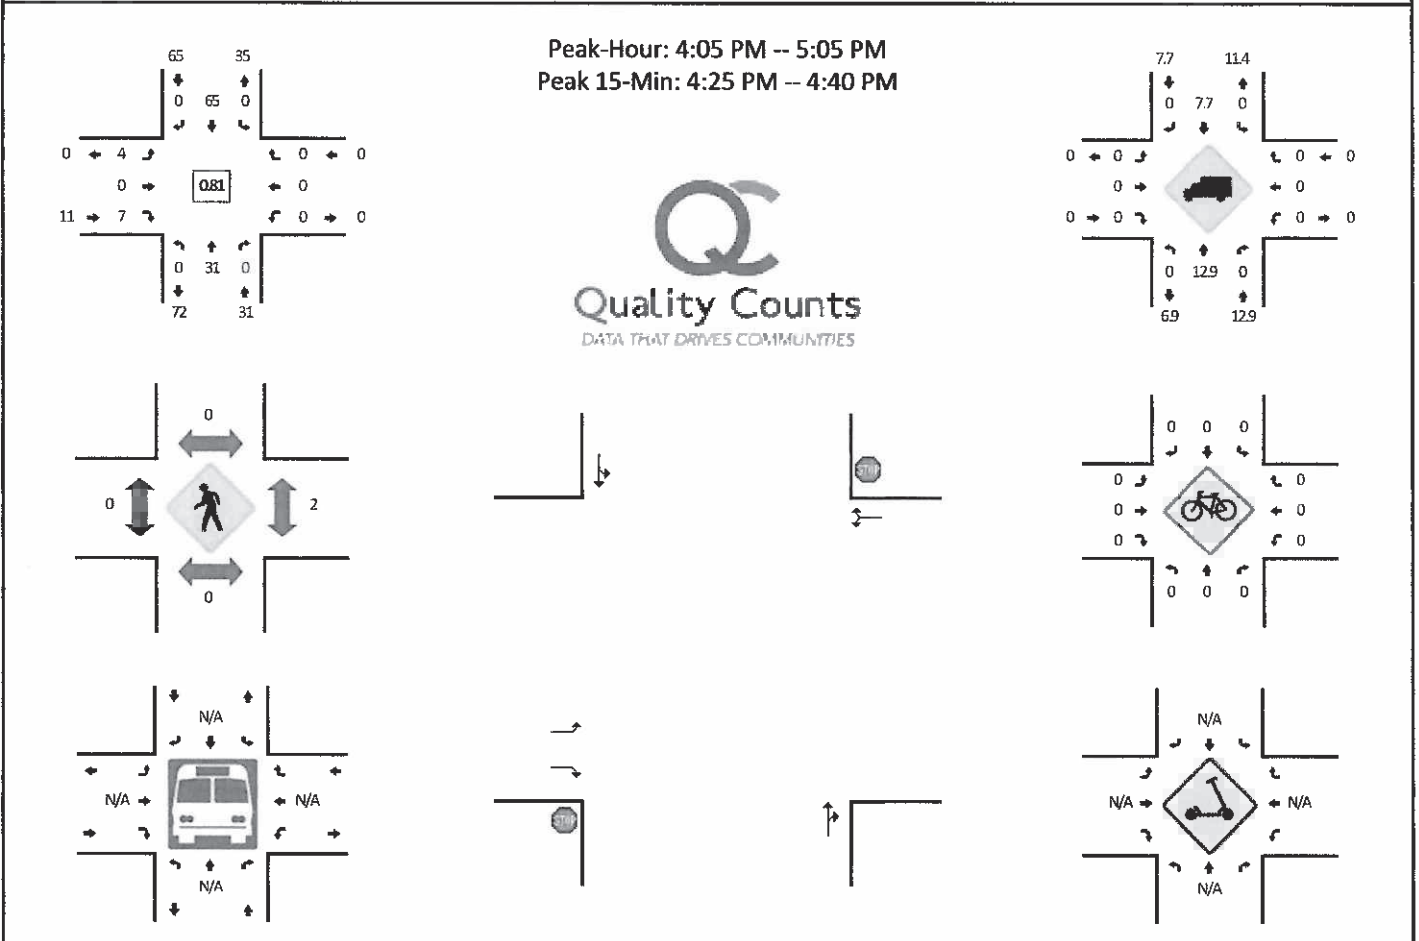 Peak-Hour: 4:05 PM -- 5:05 PM
Peak 15-Min: 4:25 PM -- 4:40 PM
65 35
0 65 0
0 4 0 0
0 0.81 0
11 7 0 0
0 31 0
72 31
7.7 11.4
0 7.7 0
0 0 0 0
0 0
0 0 0 0
0 12.9 0
6.9 12.9
Quality Counts
DATA THAT DRIVES COMMUNITIES
0
0 2
0
STOP
STOP
0 0 0
0 0
0 0
0 0
0 0 0
N/A
N/A N/A
N/A
N/A
N/A N/A
N/A